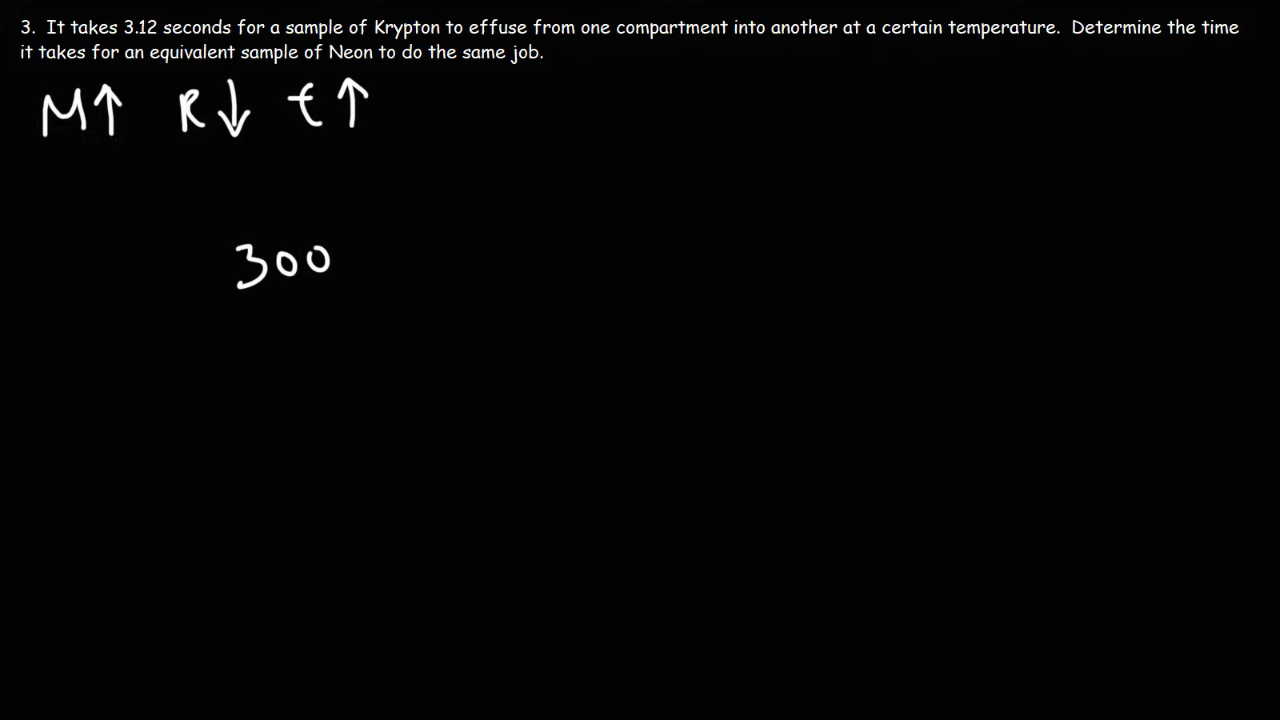 3. It takes 3.12 seconds for a sample of Krypton to effuse from one compartment into another at a certain temperature. Determine the time
it takes for an equivalent sample of Neon to do the same job.
M↑ R↓ t↑
300